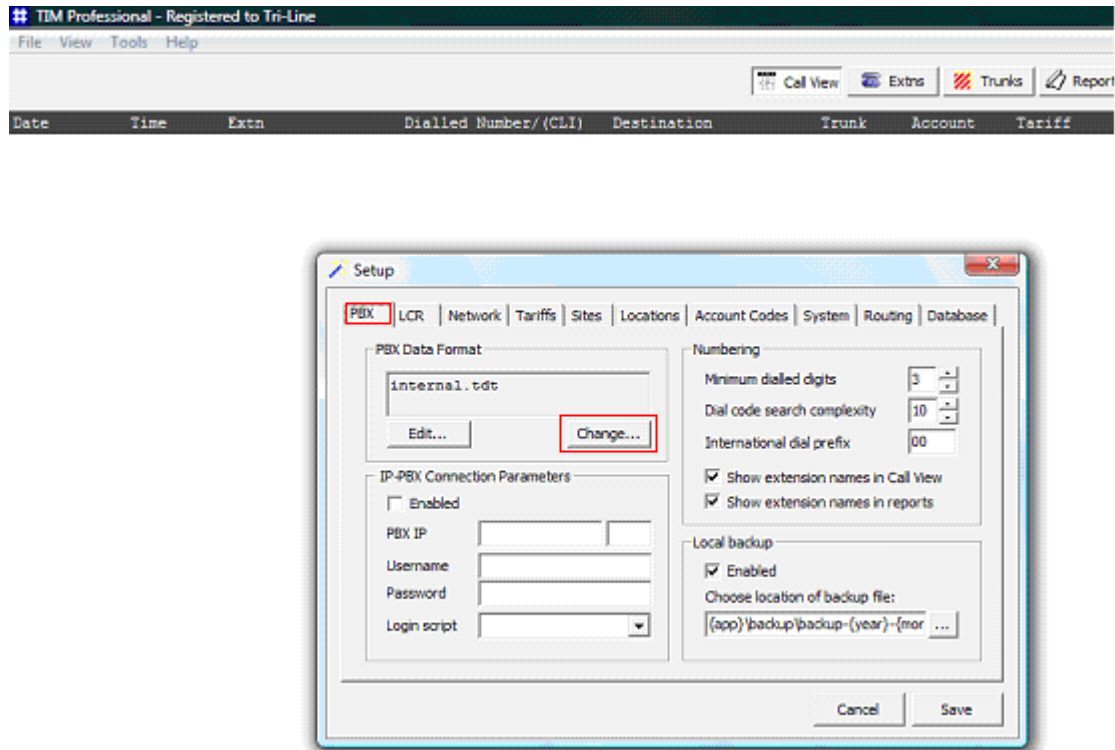 TIM Professional - Registered to Tri-Line
File View Tools Help
Call View Extns Trunks Report
Date Time Extn Dialled Number/(CLI) Destination Trunk Account Tariff
Setup
PBX LCR Network Tariffs Sites Locations Account Codes System Routing Database
PBX Data Format
internal.tdt
Edit... Change...
IP-PBX Connection Parameters
Enabled
PBX IP
Username
Password
Login script
Numbering
Minimum dialled digits 3
Dial code search complexity 10
International dial prefix 00
Show extension names in Call View
Show extension names in reports
Local backup
Enabled
Choose location of backup file:
{app}\backup\backup-{year}-{mor ...
Cancel Save